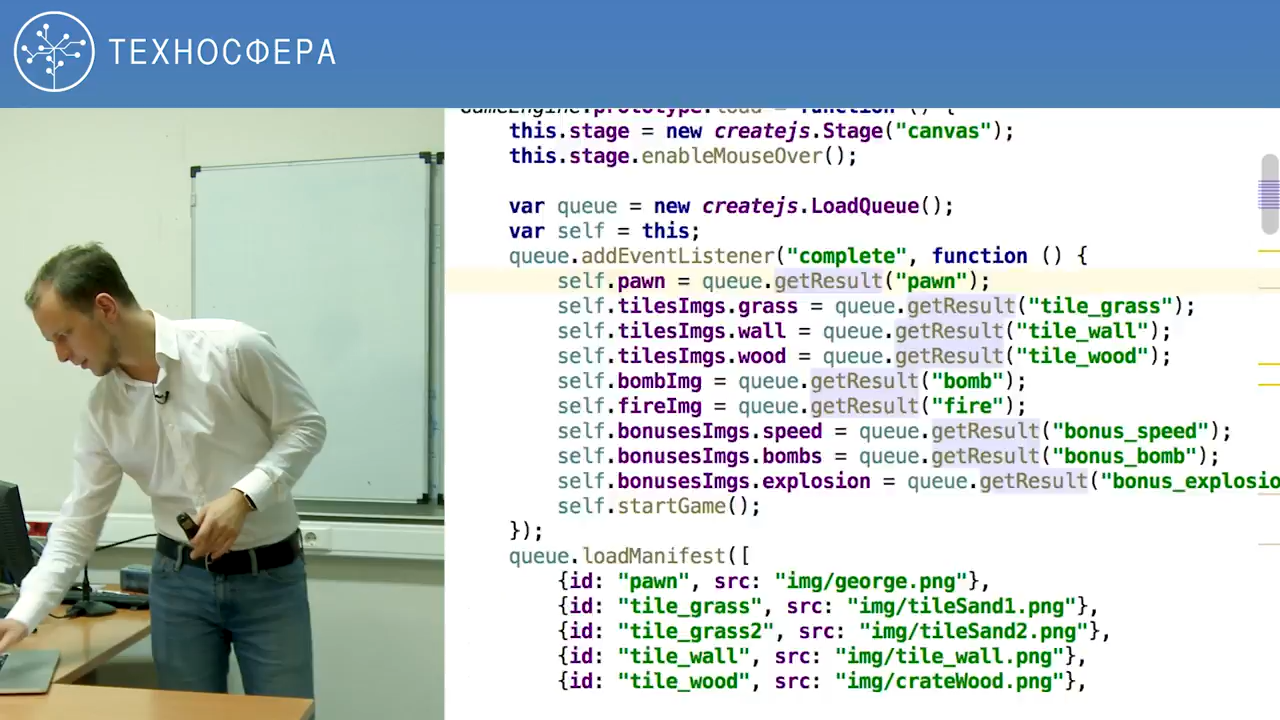 ТЕХНОСФЕРА
GameEngine.prototype.load = function () {
this.stage = new createjs.Stage("canvas");
this.stage.enableMouseOver();
var queue = new createjs.LoadQueue();
var self = this;
queue.addEventListener("complete", function () {
self.pawn = queue.getResult("pawn");
self.tilesImgs.grass = queue.getResult("tile_grass");
self.tilesImgs.wall = queue.getResult("tile_wall");
self.tilesImgs.wood = queue.getResult("tile_wood");
self.bombImg = queue.getResult("bomb");
self.fireImg = queue.getResult("fire");
self.bonusesImgs.speed = queue.getResult("bonus_speed");
self.bonusesImgs.bombs = queue.getResult("bonus_bomb");
self.bonusesImgs.explosion = queue.getResult("bonus_explosio
self.startGame();
});
queue.loadManifest([
{id: "pawn", src: "img/george.png"},
{id: "tile_grass", src: "img/tileSand1.png"},
{id: "tile_grass2", src: "img/tileSand2.png"},
{id: "tile_wall", src: "img/tile_wall.png"},
{id: "tile_wood", src: "img/crateWood.png"},